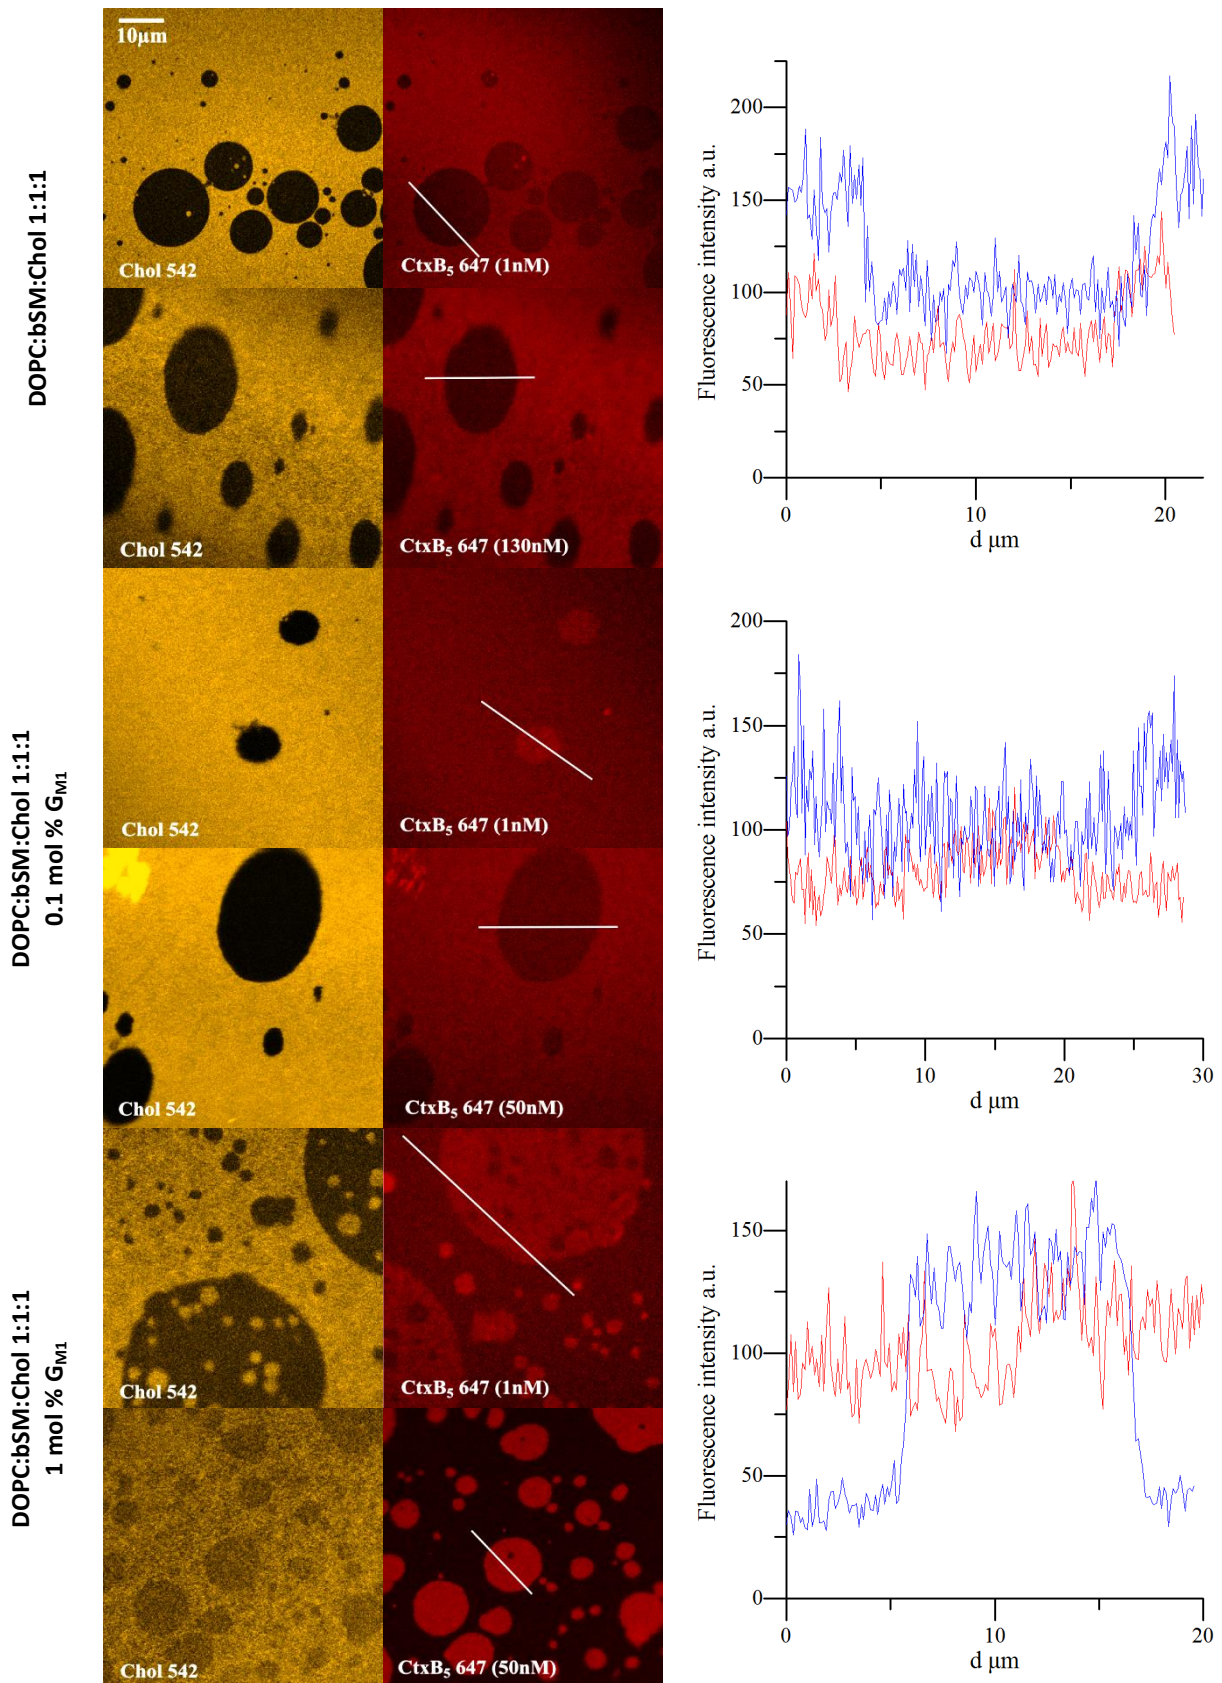 10µm
DOPC:bSM:Chol 1:1:1
Chol 542
CtxB₅ 647 (1nM)
Chol 542
CtxB₅ 647 (130nM)
Fluorescence intensity a.u.
200
150
100
50
0
0 10 20
d µm
DOPC:bSM:Chol 1:1:1
0.1 mol % G_M1
Chol 542
CtxB₅ 647 (1nM)
Chol 542
CtxB₅ 647 (50nM)
Fluorescence intensity a.u.
200
150
100
50
0
0 10 20 30
d µm
DOPC:bSM:Chol 1:1:1
1 mol % G_M1
Chol 542
CtxB₅ 647 (1nM)
Chol 542
CtxB₅ 647 (50nM)
Fluorescence intensity a.u.
150
100
50
0
0 10 20
d µm